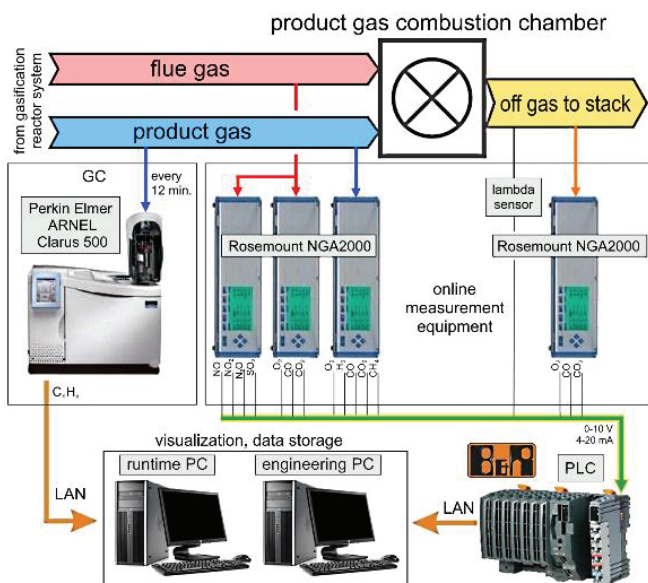 product gas combustion chamber
from gasification
reactor system
flue gas
product gas
off gas to stack
GC
every
12 min.
Perkin Elmer
ARNEL
Clarus 500
Rosemount NGA2000
lambda
sensor
Rosemount NGA2000
online
measurement
equipment
NO
NO₂
N₂O
SO₂
O₂
CO
CO₂
O₂
H₂
CO
CO₂
CH₄
O₂
CO
CO₂
CₓHᵧ
0-10 V
4-20 mA
visualization, data storage
runtime PC
engineering PC
B&R
PLC
LAN
LAN